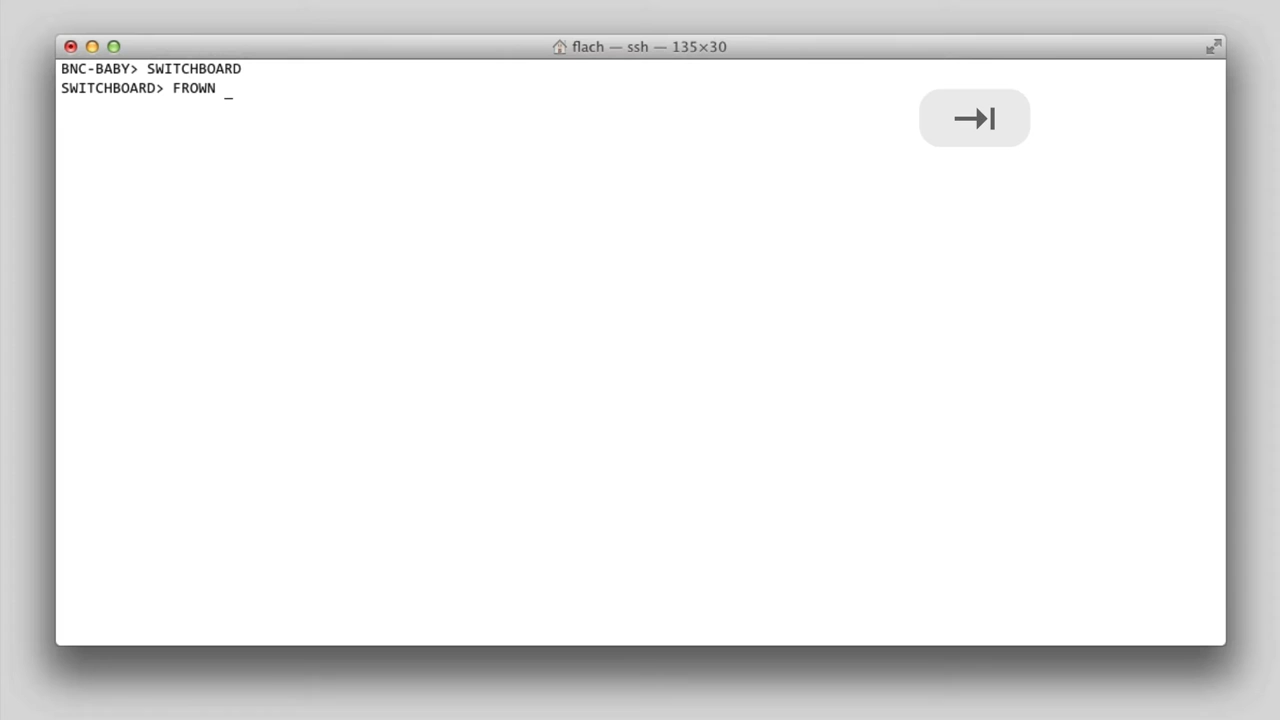 flach — ssh — 135×30
BNC-BABY> SWITCHBOARD
SWITCHBOARD> FROWN _